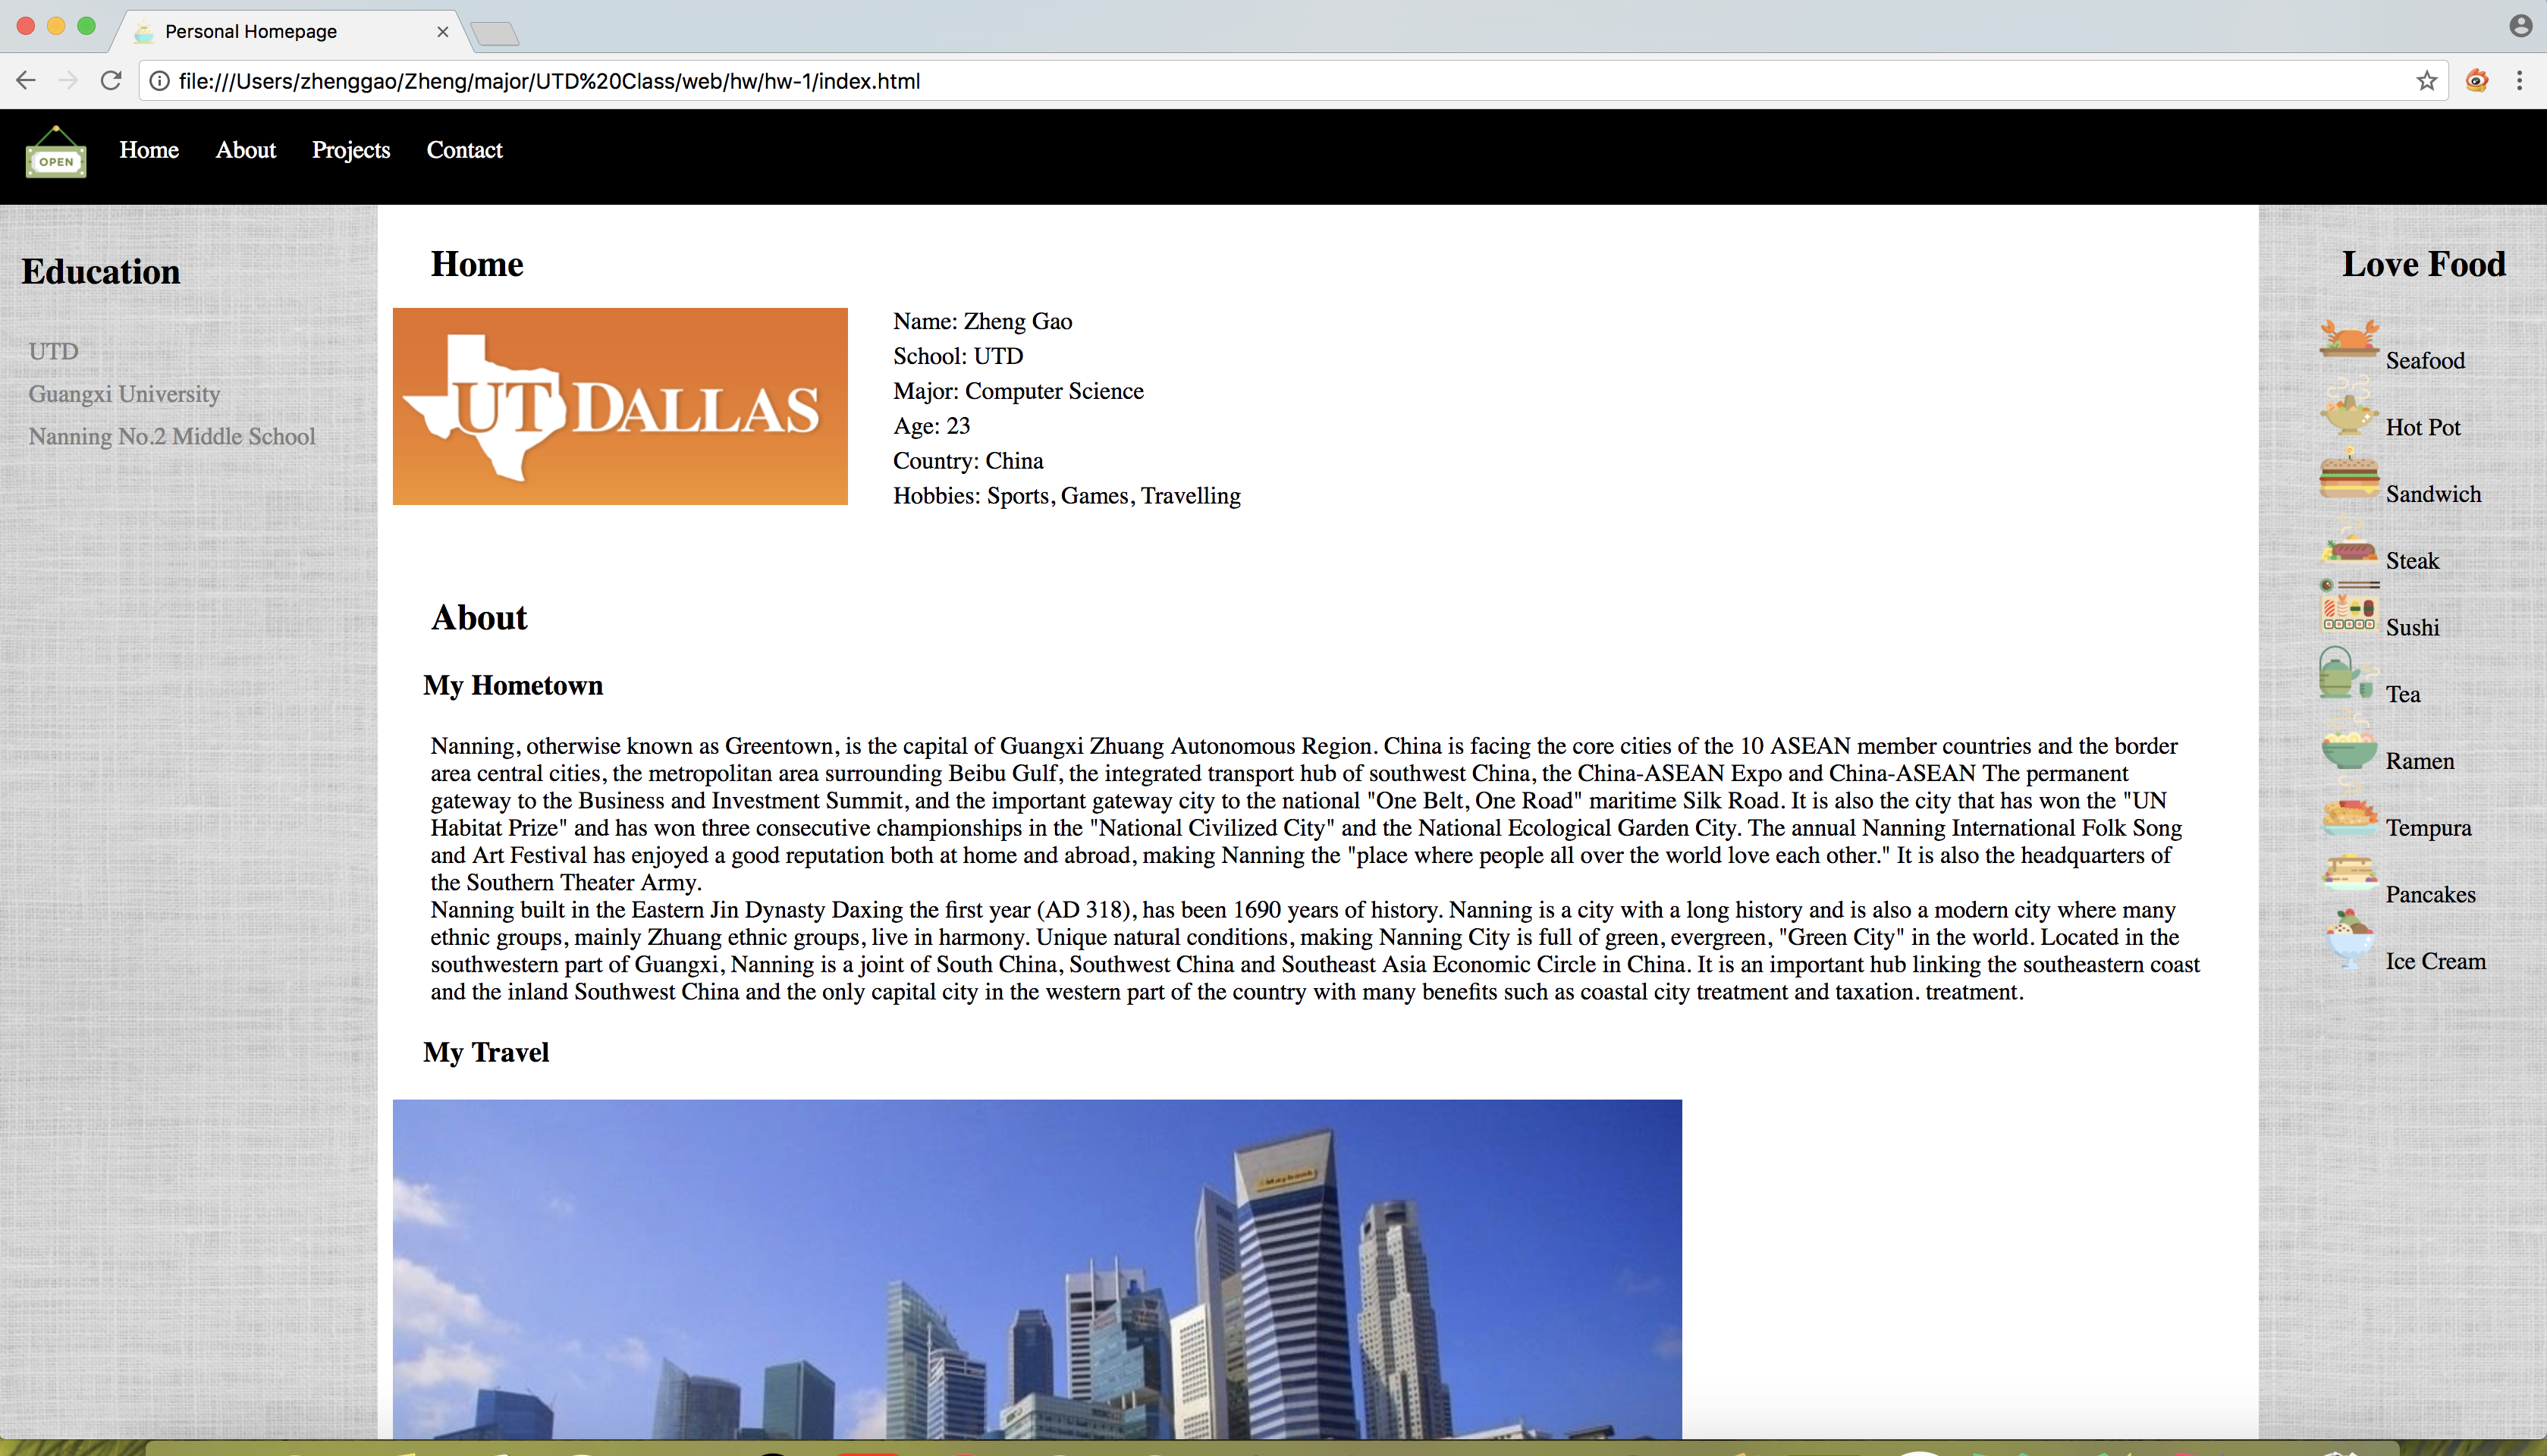 Personal Homepage
file:///Users/zhenggao/Zheng/major/UTD%20Class/web/hw/hw-1/index.html
OPEN
Home
About
Projects
Contact
Education
UTD
Guangxi University
Nanning No.2 Middle School
Home
UT DALLAS
Name: Zheng Gao
School: UTD
Major: Computer Science
Age: 23
Country: China
Hobbies: Sports, Games, Travelling
About
My Hometown
Nanning, otherwise known as Greentown, is the capital of Guangxi Zhuang Autonomous Region. China is facing the core cities of the 10 ASEAN member countries and the border
area central cities, the metropolitan area surrounding Beibu Gulf, the integrated transport hub of southwest China, the China-ASEAN Expo and China-ASEAN The permanent
gateway to the Business and Investment Summit, and the important gateway city to the national "One Belt, One Road" maritime Silk Road. It is also the city that has won the "UN
Habitat Prize" and has won three consecutive championships in the "National Civilized City" and the National Ecological Garden City. The annual Nanning International Folk Song
and Art Festival has enjoyed a good reputation both at home and abroad, making Nanning the "place where people all over the world love each other." It is also the headquarters of
the Southern Theater Army.
Nanning built in the Eastern Jin Dynasty Daxing the first year (AD 318), has been 1690 years of history. Nanning is a city with a long history and is also a modern city where many
ethnic groups, mainly Zhuang ethnic groups, live in harmony. Unique natural conditions, making Nanning City is full of green, evergreen, "Green City" in the world. Located in the
southwestern part of Guangxi, Nanning is a joint of South China, Southwest China and Southeast Asia Economic Circle in China. It is an important hub linking the southeastern coast
and the inland Southwest China and the only capital city in the western part of the country with many benefits such as coastal city treatment and taxation. treatment.
My Travel
Maybank
Love Food
Seafood
Hot Pot
Sandwich
Steak
Sushi
Tea
Ramen
Tempura
Pancakes
Ice Cream